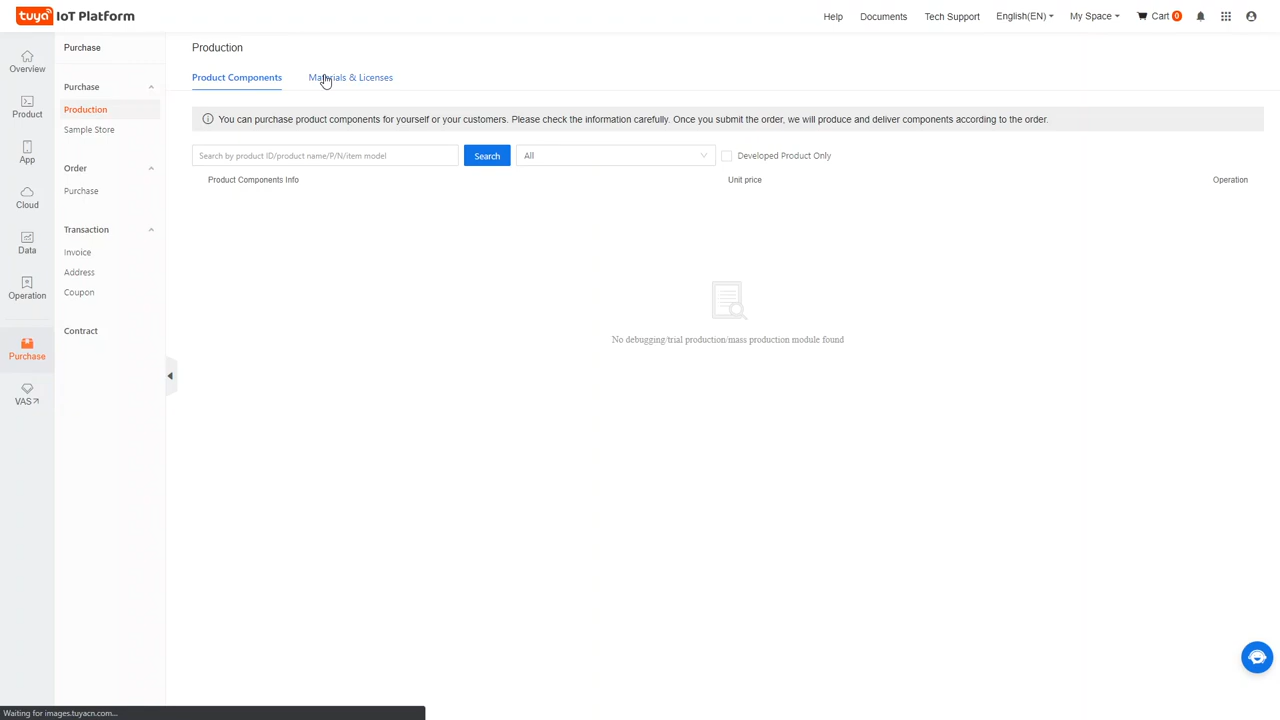 tuya IoT Platform
Help Documents Tech Support English(EN) My Space Cart 0
Overview
Product
App
Cloud
Data
Operation
Purchase
VAS
Purchase
Purchase
Production
Sample Store
Order
Purchase
Transaction
Invoice
Address
Coupon
Contract
Production
Product Components Materials & Licenses
You can purchase product components for yourself or your customers. Please check the information carefully. Once you submit the order, we will produce and deliver components according to the order.
Search by product ID/product name/P/N/item model Search All Developed Product Only
Product Components Info Unit price Operation
No debugging/trial production/mass production module found
Waiting for images.tuyacn.com...